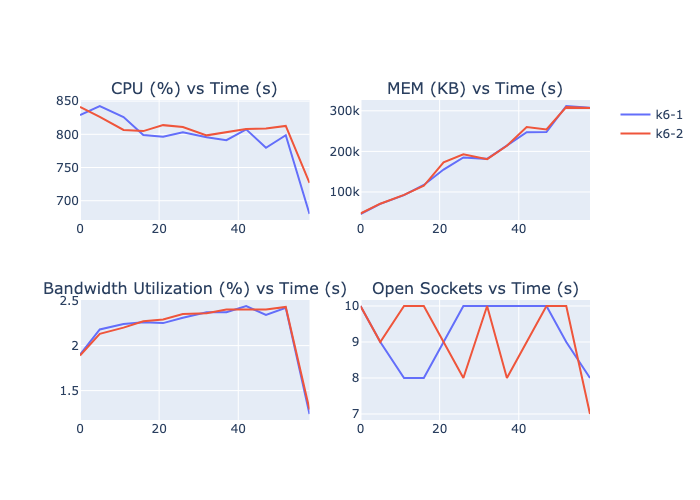 CPU (%) vs Time (s)
850
800
750
700
0
20
40
MEM (KB) vs Time (s)
300k
200k
100k
0
20
40
k6-1
k6-2
Bandwidth Utilization (%) vs Time (s)
2.5
2
1.5
0
20
40
Open Sockets vs Time (s)
10
9
8
7
0
20
40